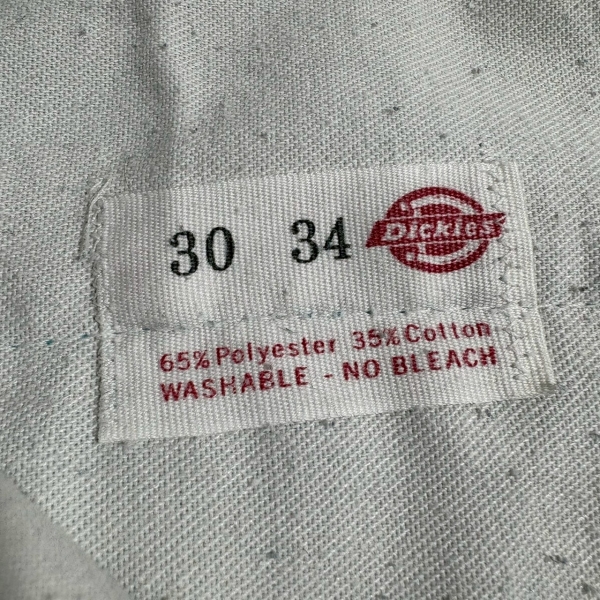 30 34 Dickies
65% Polyester 35% Cotton
WASHABLE - NO BLEACH